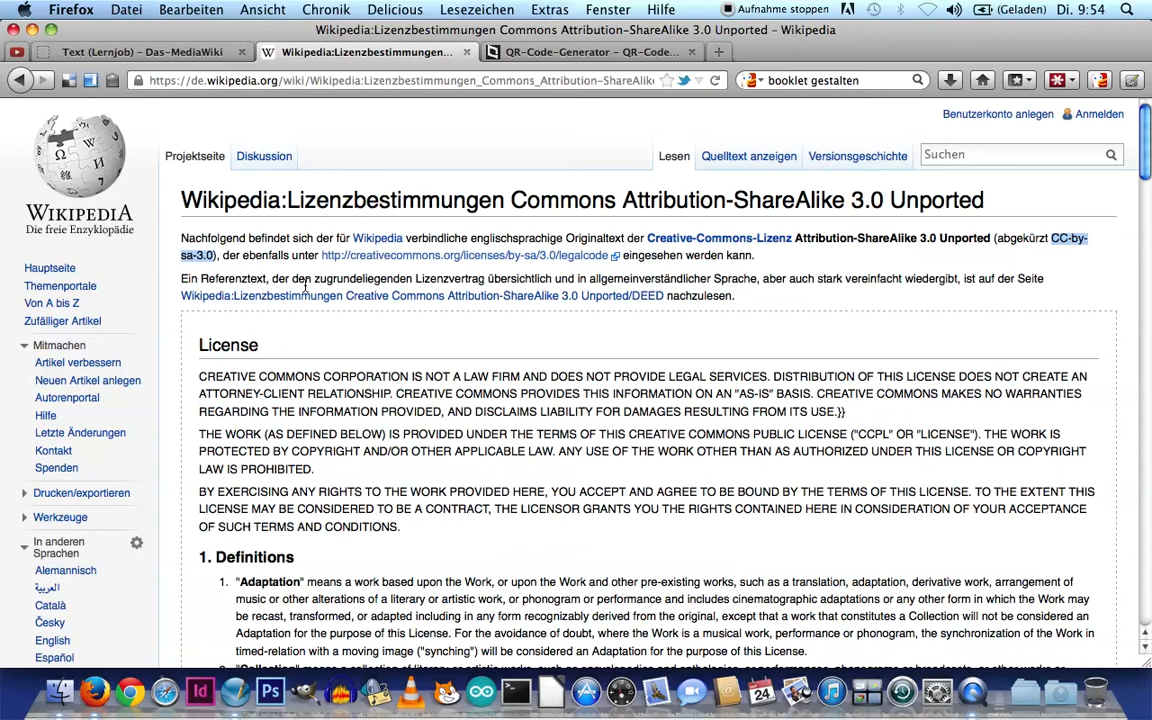 Firefox Datei Bearbeiten Ansicht Chronik Delicious Lesezeichen Extras Fenster Hilfe Aufnahme stoppen (Geladen) Di. 9:54
Wikipedia:Lizenzbestimmungen Commons Attribution-ShareAlike 3.0 Unported – Wikipedia
Text (Lernjob) - Das-MediaWiki
Wikipedia:Lizenzbestimmungen...
QR-Code-Generator - QR-Code...
https://de.wikipedia.org/wiki/Wikipedia:Lizenzbestimmungen_Commons_Attribution-ShareAlike
booklet gestalten
Benutzerkonto anlegen Anmelden
Projektseite Diskussion Lesen Quelltext anzeigen Versionsgeschichte Suchen
WIKIPEDIA
Die freie Enzyklopädie
Hauptseite
Themenportale
Von A bis Z
Zufälliger Artikel
Mitmachen
Artikel verbessern
Neuen Artikel anlegen
Autorenportal
Hilfe
Letzte Änderungen
Kontakt
Spenden
Drucken/exportieren
Werkzeuge
In anderen
Sprachen
Alemannisch
العربية
Català
Česky
English
Español
Wikipedia:Lizenzbestimmungen Commons Attribution-ShareAlike 3.0 Unported
Nachfolgend befindet sich der für Wikipedia verbindliche englischsprachige Originaltext der Creative-Commons-Lizenz Attribution-ShareAlike 3.0 Unported (abgekürzt CC-by-
sa-3.0), der ebenfalls unter http://creativecommons.org/licenses/by-sa/3.0/legalcode eingesehen werden kann.
Ein Referenztext, der den zugrundeliegenden Lizenzvertrag übersichtlich und in allgemeinverständlicher Sprache, aber auch stark vereinfacht wiedergibt, ist auf der Seite
Wikipedia:Lizenzbestimmungen Creative Commons Attribution-ShareAlike 3.0 Unported/DEED nachzulesen.
License
CREATIVE COMMONS CORPORATION IS NOT A LAW FIRM AND DOES NOT PROVIDE LEGAL SERVICES. DISTRIBUTION OF THIS LICENSE DOES NOT CREATE AN
ATTORNEY-CLIENT RELATIONSHIP. CREATIVE COMMONS PROVIDES THIS INFORMATION ON AN "AS-IS" BASIS. CREATIVE COMMONS MAKES NO WARRANTIES
REGARDING THE INFORMATION PROVIDED, AND DISCLAIMS LIABILITY FOR DAMAGES RESULTING FROM ITS USE.}}
THE WORK (AS DEFINED BELOW) IS PROVIDED UNDER THE TERMS OF THIS CREATIVE COMMONS PUBLIC LICENSE ("CCPL" OR "LICENSE"). THE WORK IS
PROTECTED BY COPYRIGHT AND/OR OTHER APPLICABLE LAW. ANY USE OF THE WORK OTHER THAN AS AUTHORIZED UNDER THIS LICENSE OR COPYRIGHT
LAW IS PROHIBITED.
BY EXERCISING ANY RIGHTS TO THE WORK PROVIDED HERE, YOU ACCEPT AND AGREE TO BE BOUND BY THE TERMS OF THIS LICENSE. TO THE EXTENT THIS
LICENSE MAY BE CONSIDERED TO BE A CONTRACT, THE LICENSOR GRANTS YOU THE RIGHTS CONTAINED HERE IN CONSIDERATION OF YOUR ACCEPTANCE
OF SUCH TERMS AND CONDITIONS.
1. Definitions
1. "Adaptation" means a work based upon the Work, or upon the Work and other pre-existing works, such as a translation, adaptation, derivative work, arrangement of
music or other alterations of a literary or artistic work, or phonogram or performance and includes cinematographic adaptations or any other form in which the Work may
be recast, transformed, or adapted including in any form recognizably derived from the original, except that a work that constitutes a Collection will not be considered an
Adaptation for the purpose of this License. For the avoidance of doubt, where the Work is a musical work, performance or phonogram, the synchronization of the Work in
timed-relation with a moving image ("synching") will be considered an Adaptation for the purpose of this License.
Id
Ps
24